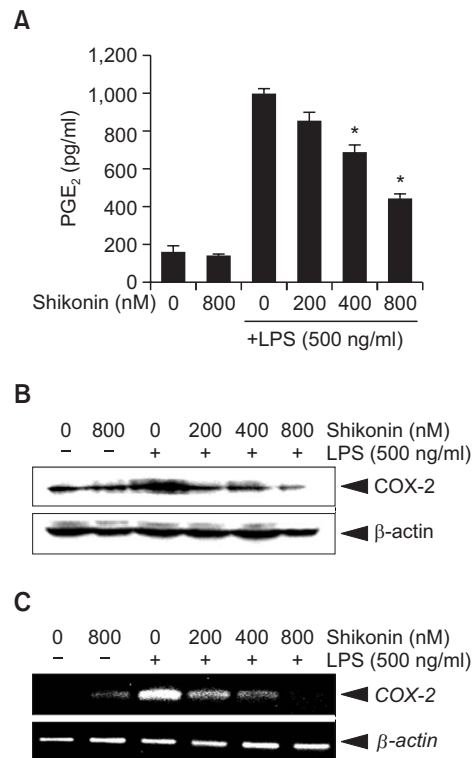 A
PGE₂ (pg/ml)
1,200
1,000
800
600
400
200
0
*
*
Shikonin (nM) 0 800 0 200 400 800
+LPS (500 ng/ml)
B
0 800 0 200 400 800 Shikonin (nM)
− − + + + + LPS (500 ng/ml)
COX-2
β-actin
C
0 800 0 200 400 800 Shikonin (nM)
− − + + + + LPS (500 ng/ml)
COX-2
β-actin